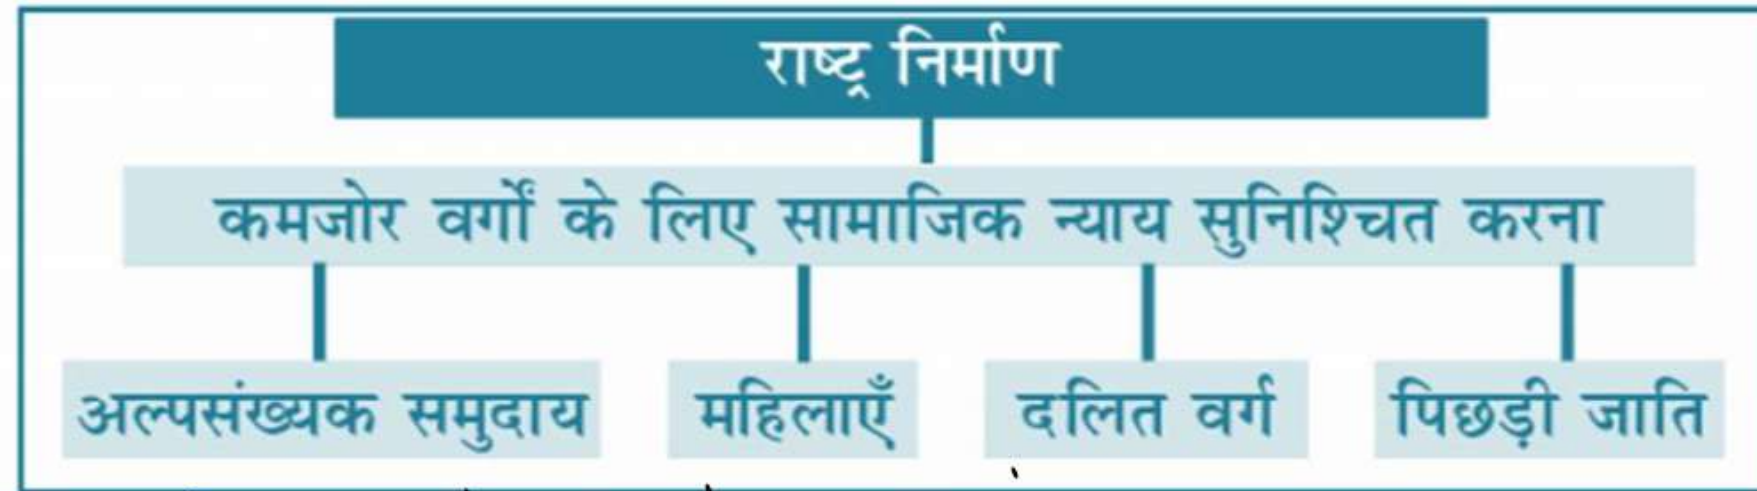 राष्ट्र निर्माण
कमजोर वर्गों के लिए सामाजिक न्याय सुनिश्चित करना
अल्पसंख्यक समुदाय महिलाएँ दलित वर्ग पिछड़ी जाति